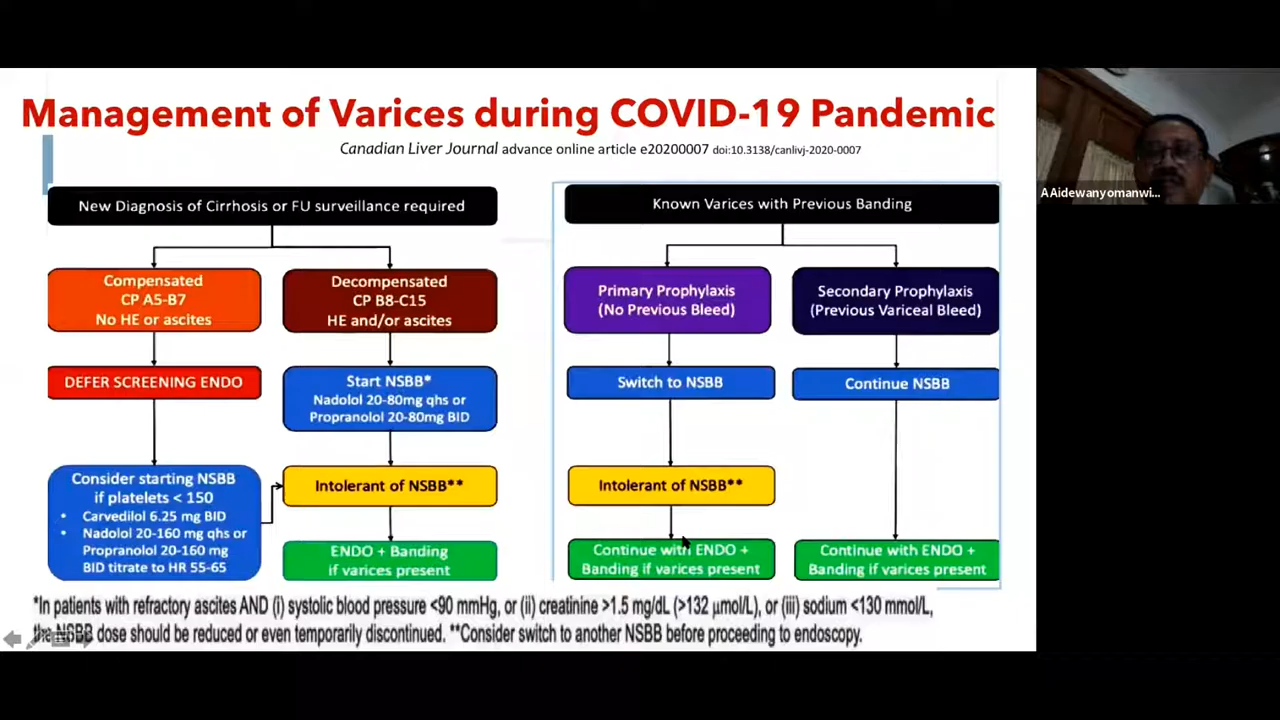 Management of Varices during COVID-19 Pandemic
Canadian Liver Journal advance online article e20200007 doi:10.3138/canlivj-2020-0007
New Diagnosis of Cirrhosis or FU surveillance required
Compensated
CP A5-B7
No HE or ascites
Decompensated
CP B8-C15
HE and/or ascites
DEFER SCREENING ENDO
Start NSBB*
Nadolol 20-80mg qhs or
Propranolol 20-80mg BID
Consider starting NSBB
if platelets < 150
• Carvedilol 6.25 mg BID
• Nadolol 20-160 mg qhs or
Propranolol 20-160 mg
BID titrate to HR 55-65
Intolerant of NSBB**
ENDO + Banding
if varices present
Known Varices with Previous Banding
Primary Prophylaxis
(No Previous Bleed)
Secondary Prophylaxis
(Previous Variceal Bleed)
Switch to NSBB
Continue NSBB
Intolerant of NSBB**
Continue with ENDO +
Banding if varices present
Continue with ENDO +
Banding if varices present
*In patients with refractory ascites AND (i) systolic blood pressure <90 mmHg, or (ii) creatinine >1.5 mg/dL (>132 µmol/L), or (iii) sodium <130 mmol/L,
the NSBB dose should be reduced or even temporarily discontinued. **Consider switch to another NSBB before proceeding to endoscopy.
A Aidewanyomanwi...